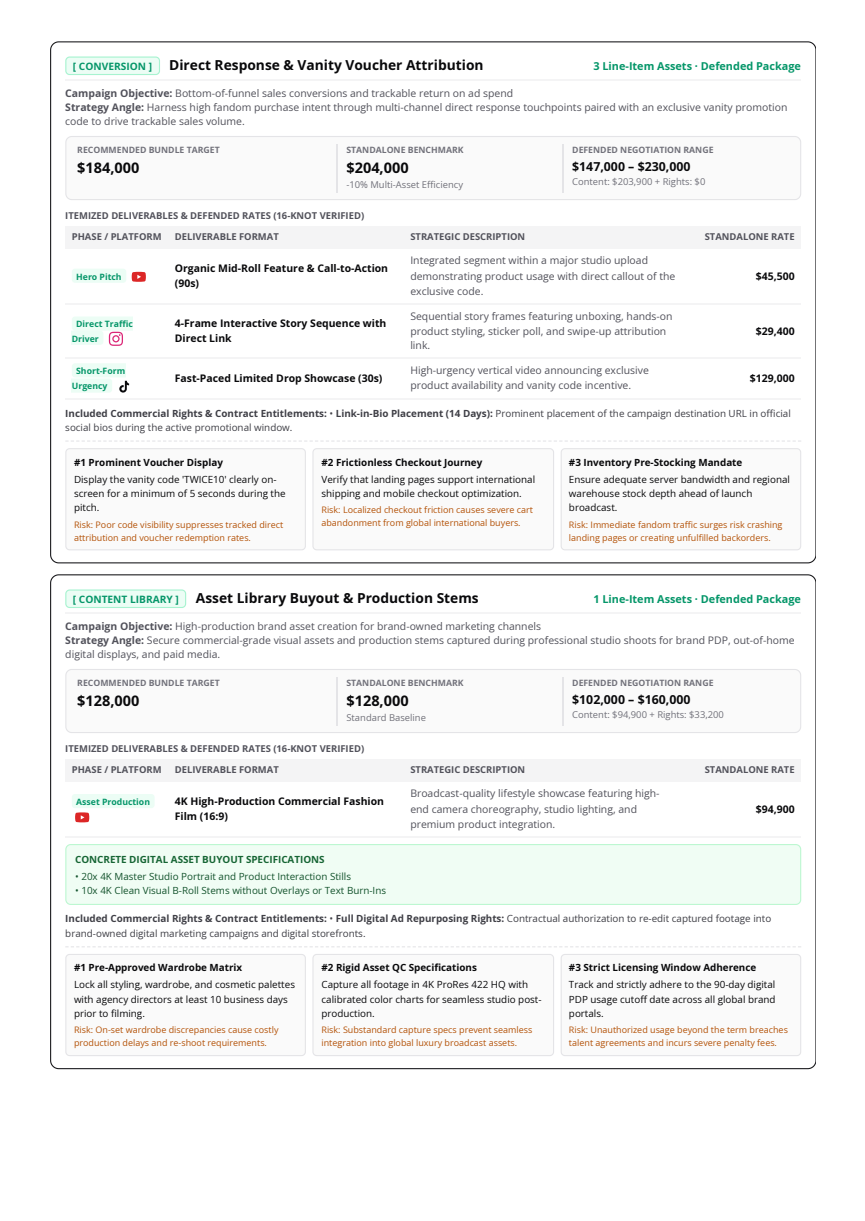 [ CONVERSION ] Direct Response & Vanity Voucher Attribution 3 Line-Item Assets · Defended Package
Campaign Objective: Bottom-of-funnel sales conversions and trackable return on ad spend
Strategy Angle: Harness high fandom purchase intent through multi-channel direct response touchpoints paired with an exclusive vanity promotion
code to drive trackable sales volume.
RECOMMENDED BUNDLE TARGET
$184,000
STANDALONE BENCHMARK
$204,000
-10% Multi-Asset Efficiency
DEFENDED NEGOTIATION RANGE
$147,000 – $230,000
Content: $203,900 + Rights: $0
ITEMIZED DELIVERABLES & DEFENDED RATES (16-KNOT VERIFIED)
PHASE / PLATFORM DELIVERABLE FORMAT STRATEGIC DESCRIPTION STANDALONE RATE
Hero Pitch
Organic Mid-Roll Feature & Call-to-Action
(90s)
Integrated segment within a major studio upload
demonstrating product usage with direct callout of the
exclusive code.
$45,500
Direct Traffic
Driver
4-Frame Interactive Story Sequence with
Direct Link
Sequential story frames featuring unboxing, hands-on
product styling, sticker poll, and swipe-up attribution
link.
$29,400
Short-Form
Urgency
Fast-Paced Limited Drop Showcase (30s)
High-urgency vertical video announcing exclusive
product availability and vanity code incentive.
$129,000
Included Commercial Rights & Contract Entitlements: • Link-in-Bio Placement (14 Days): Prominent placement of the campaign destination URL in official
social bios during the active promotional window.
#1 Prominent Voucher Display
Display the vanity code 'TWICE10' clearly on-
screen for a minimum of 5 seconds during the
pitch.
Risk: Poor code visibility suppresses tracked direct
attribution and voucher redemption rates.
#2 Frictionless Checkout Journey
Verify that landing pages support international
shipping and mobile checkout optimization.
Risk: Localized checkout friction causes severe cart
abandonment from global international buyers.
#3 Inventory Pre-Stocking Mandate
Ensure adequate server bandwidth and regional
warehouse stock depth ahead of launch
broadcast.
Risk: Immediate fandom traffic surges risk crashing
landing pages or creating unfulfilled backorders.
[ CONTENT LIBRARY ] Asset Library Buyout & Production Stems 1 Line-Item Assets · Defended Package
Campaign Objective: High-production brand asset creation for brand-owned marketing channels
Strategy Angle: Secure commercial-grade visual assets and production stems captured during professional studio shoots for brand PDP, out-of-home
digital displays, and paid media.
RECOMMENDED BUNDLE TARGET
$128,000
STANDALONE BENCHMARK
$128,000
Standard Baseline
DEFENDED NEGOTIATION RANGE
$102,000 – $160,000
Content: $94,900 + Rights: $33,200
ITEMIZED DELIVERABLES & DEFENDED RATES (16-KNOT VERIFIED)
PHASE / PLATFORM DELIVERABLE FORMAT STRATEGIC DESCRIPTION STANDALONE RATE
Asset Production
4K High-Production Commercial Fashion
Film (16:9)
Broadcast-quality lifestyle showcase featuring high-
end camera choreography, studio lighting, and
premium product integration.
$94,900
CONCRETE DIGITAL ASSET BUYOUT SPECIFICATIONS
• 20x 4K Master Studio Portrait and Product Interaction Stills
• 10x 4K Clean Visual B-Roll Stems without Overlays or Text Burn-Ins
Included Commercial Rights & Contract Entitlements: • Full Digital Ad Repurposing Rights: Contractual authorization to re-edit captured footage into
brand-owned digital marketing campaigns and digital storefronts.
#1 Pre-Approved Wardrobe Matrix
Lock all styling, wardrobe, and cosmetic palettes
with agency directors at least 10 business days
prior to filming.
Risk: On-set wardrobe discrepancies cause costly
production delays and re-shoot requirements.
#2 Rigid Asset QC Specifications
Capture all footage in 4K ProRes 422 HQ with
calibrated color charts for seamless studio post-
production.
Risk: Substandard capture specs prevent seamless
integration into global luxury broadcast assets.
#3 Strict Licensing Window Adherence
Track and strictly adhere to the 90-day digital
PDP usage cutoff date across all global brand
portals.
Risk: Unauthorized usage beyond the term breaches
talent agreements and incurs severe penalty fees.